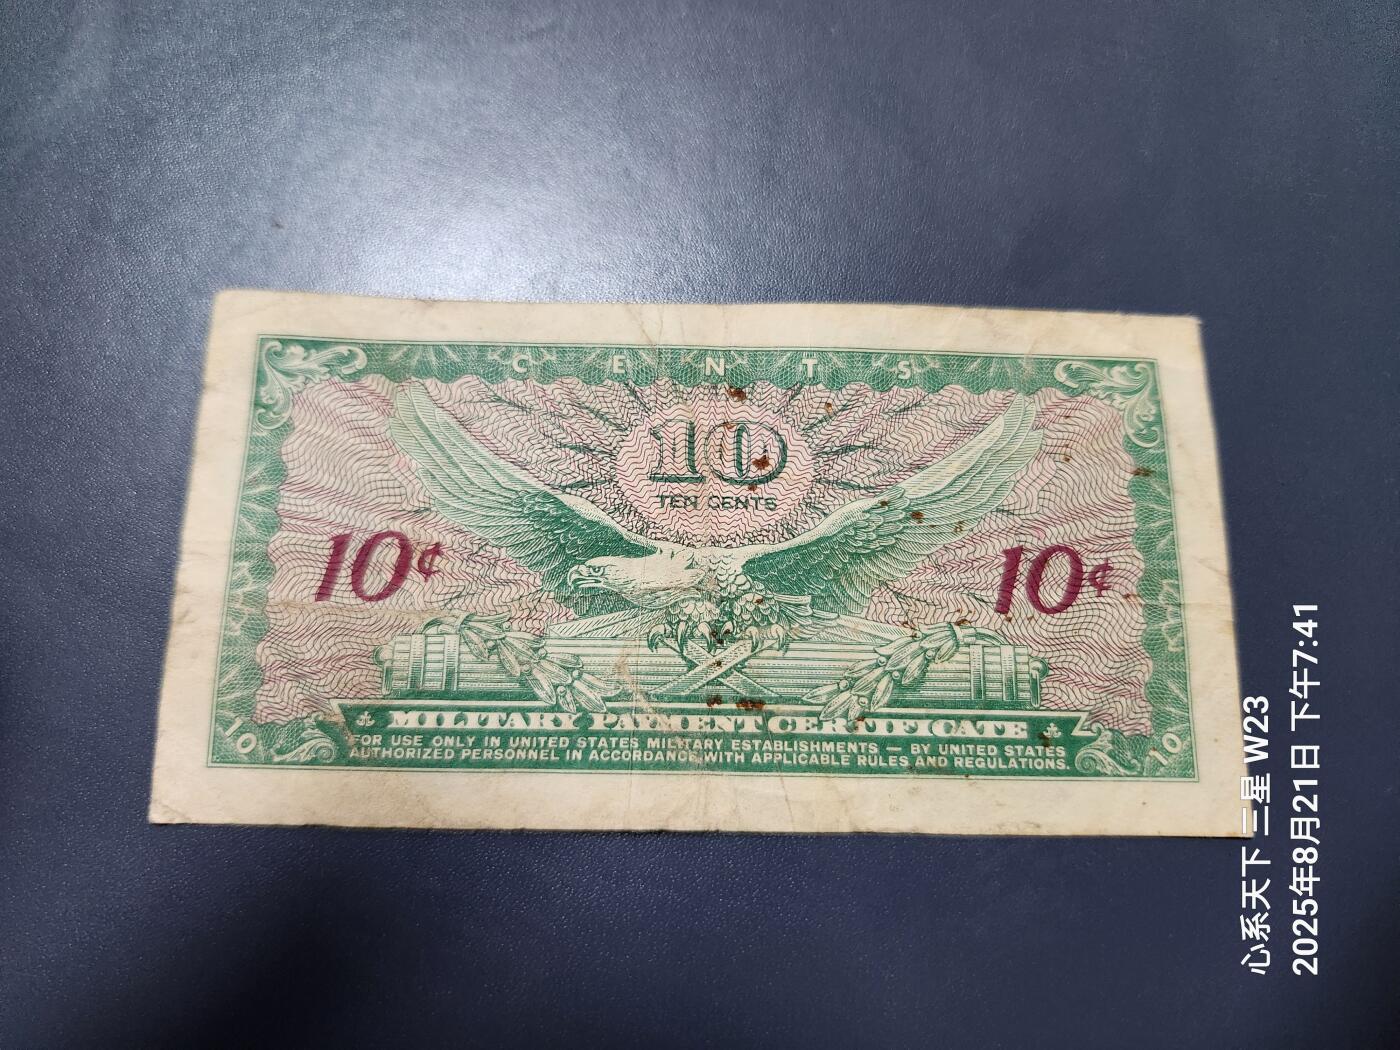 CENTS
10
TEN CENTS
10¢
10¢
MILITARY PAYMENT CERTIFICATE
FOR USE ONLY IN UNITED STATES MILITARY ESTABLISHMENTS — BY UNITED STATES
AUTHORIZED PERSONNEL IN ACCORDANCE WITH APPLICABLE RULES AND REGULATIONS.
10
10
心系天下 三星 W23
2025年8月21日 下午7:41